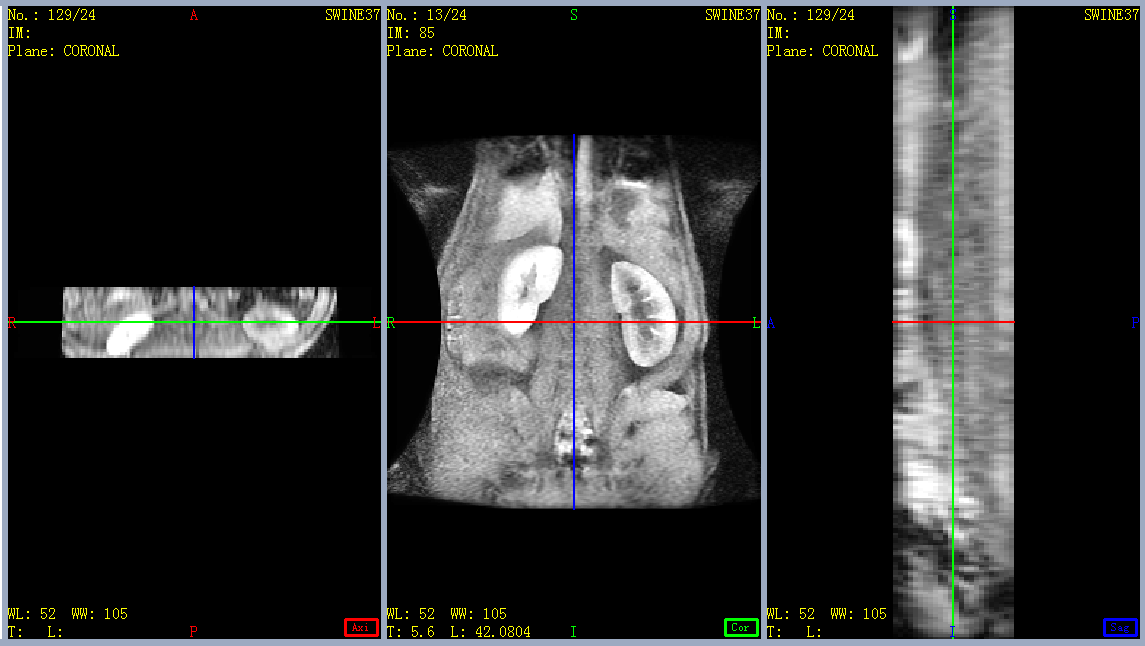 No.: 129/24 A SWINE37
IM:
Plane: CORONAL
R L
WL: 52 WW: 105
T: L: P Axi
No.: 13/24 S SWINE37
IM: 85
Plane: CORONAL
R L
WL: 52 WW: 105
T: 5.6 L: 42.0804 I Cor
No.: 129/24 S SWINE37
IM:
Plane: CORONAL
A P
WL: 52 WW: 105
T: L: I Sag